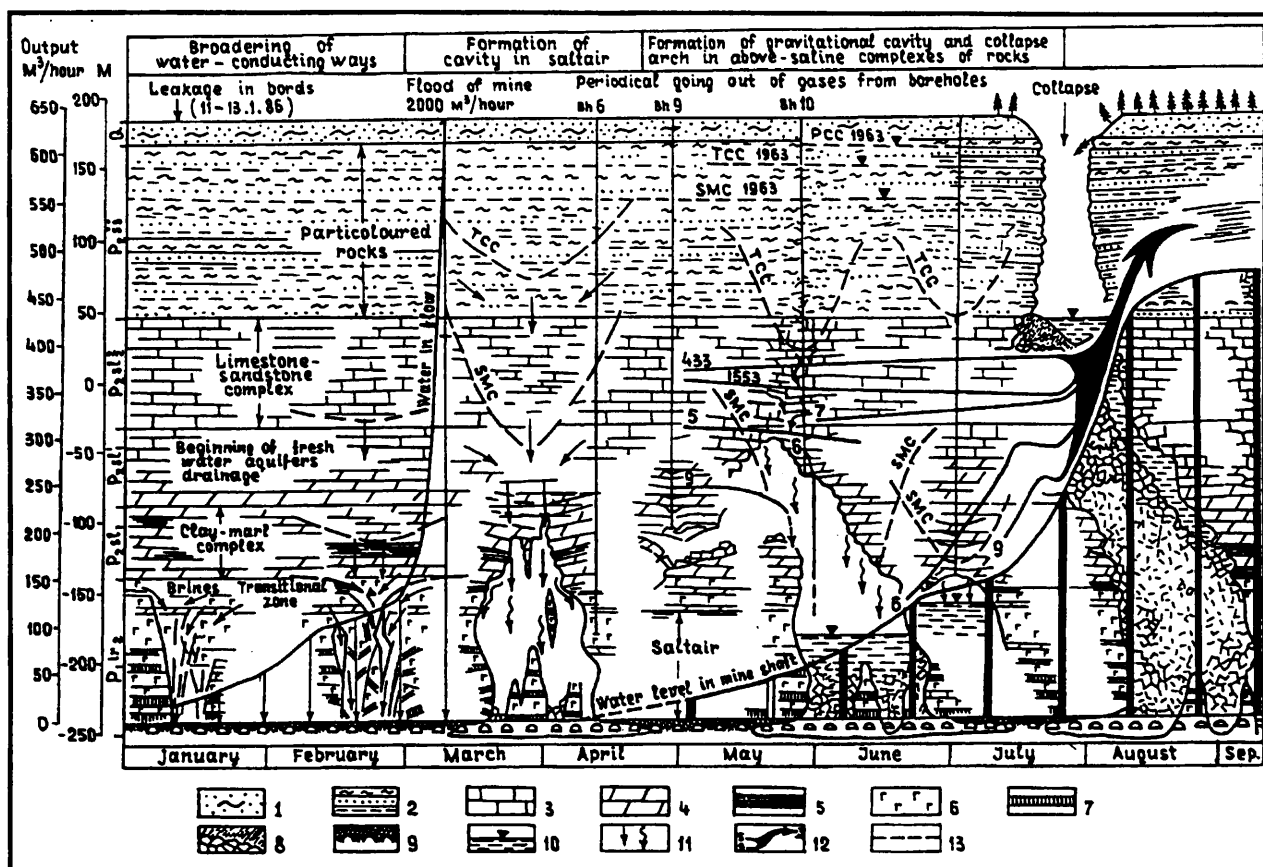 Output
M³/hour M
Broadering of
water-conducting ways
Formation of
cavity in saltair
Formation of gravitational cavity and collapse
arch in above-saline complexes of rocks
Leakage in bords
(11-13.1.86)
Flood of mine
2000 M³/hour
Periodical going out of gases from boreholes
8h 6
8h 9
8h 10
Collapse
650
600
550
500
450
400
350
300
250
200
150
100
50
0
200
150
100
50
0
-50
-100
-150
-200
-250
Q
PCC 1963
TCC 1963
SMC 1963
Particoloured
rocks
TCC
TCC
TCC
Water in flow
Limestone-
sandstone
complex
SMC
433
1553
SMC
7
5
6
Beginning of fresh
water aquifers
drainage
SMC
SMC
9
9
Clay-marl
complex
Brines
Transitional
zone
6
Saltair
Water level in mine shaft
January
February
March
April
May
June
July
August
Sep.
1
2
3
4
5
6
7
8
9
10
11
12
13